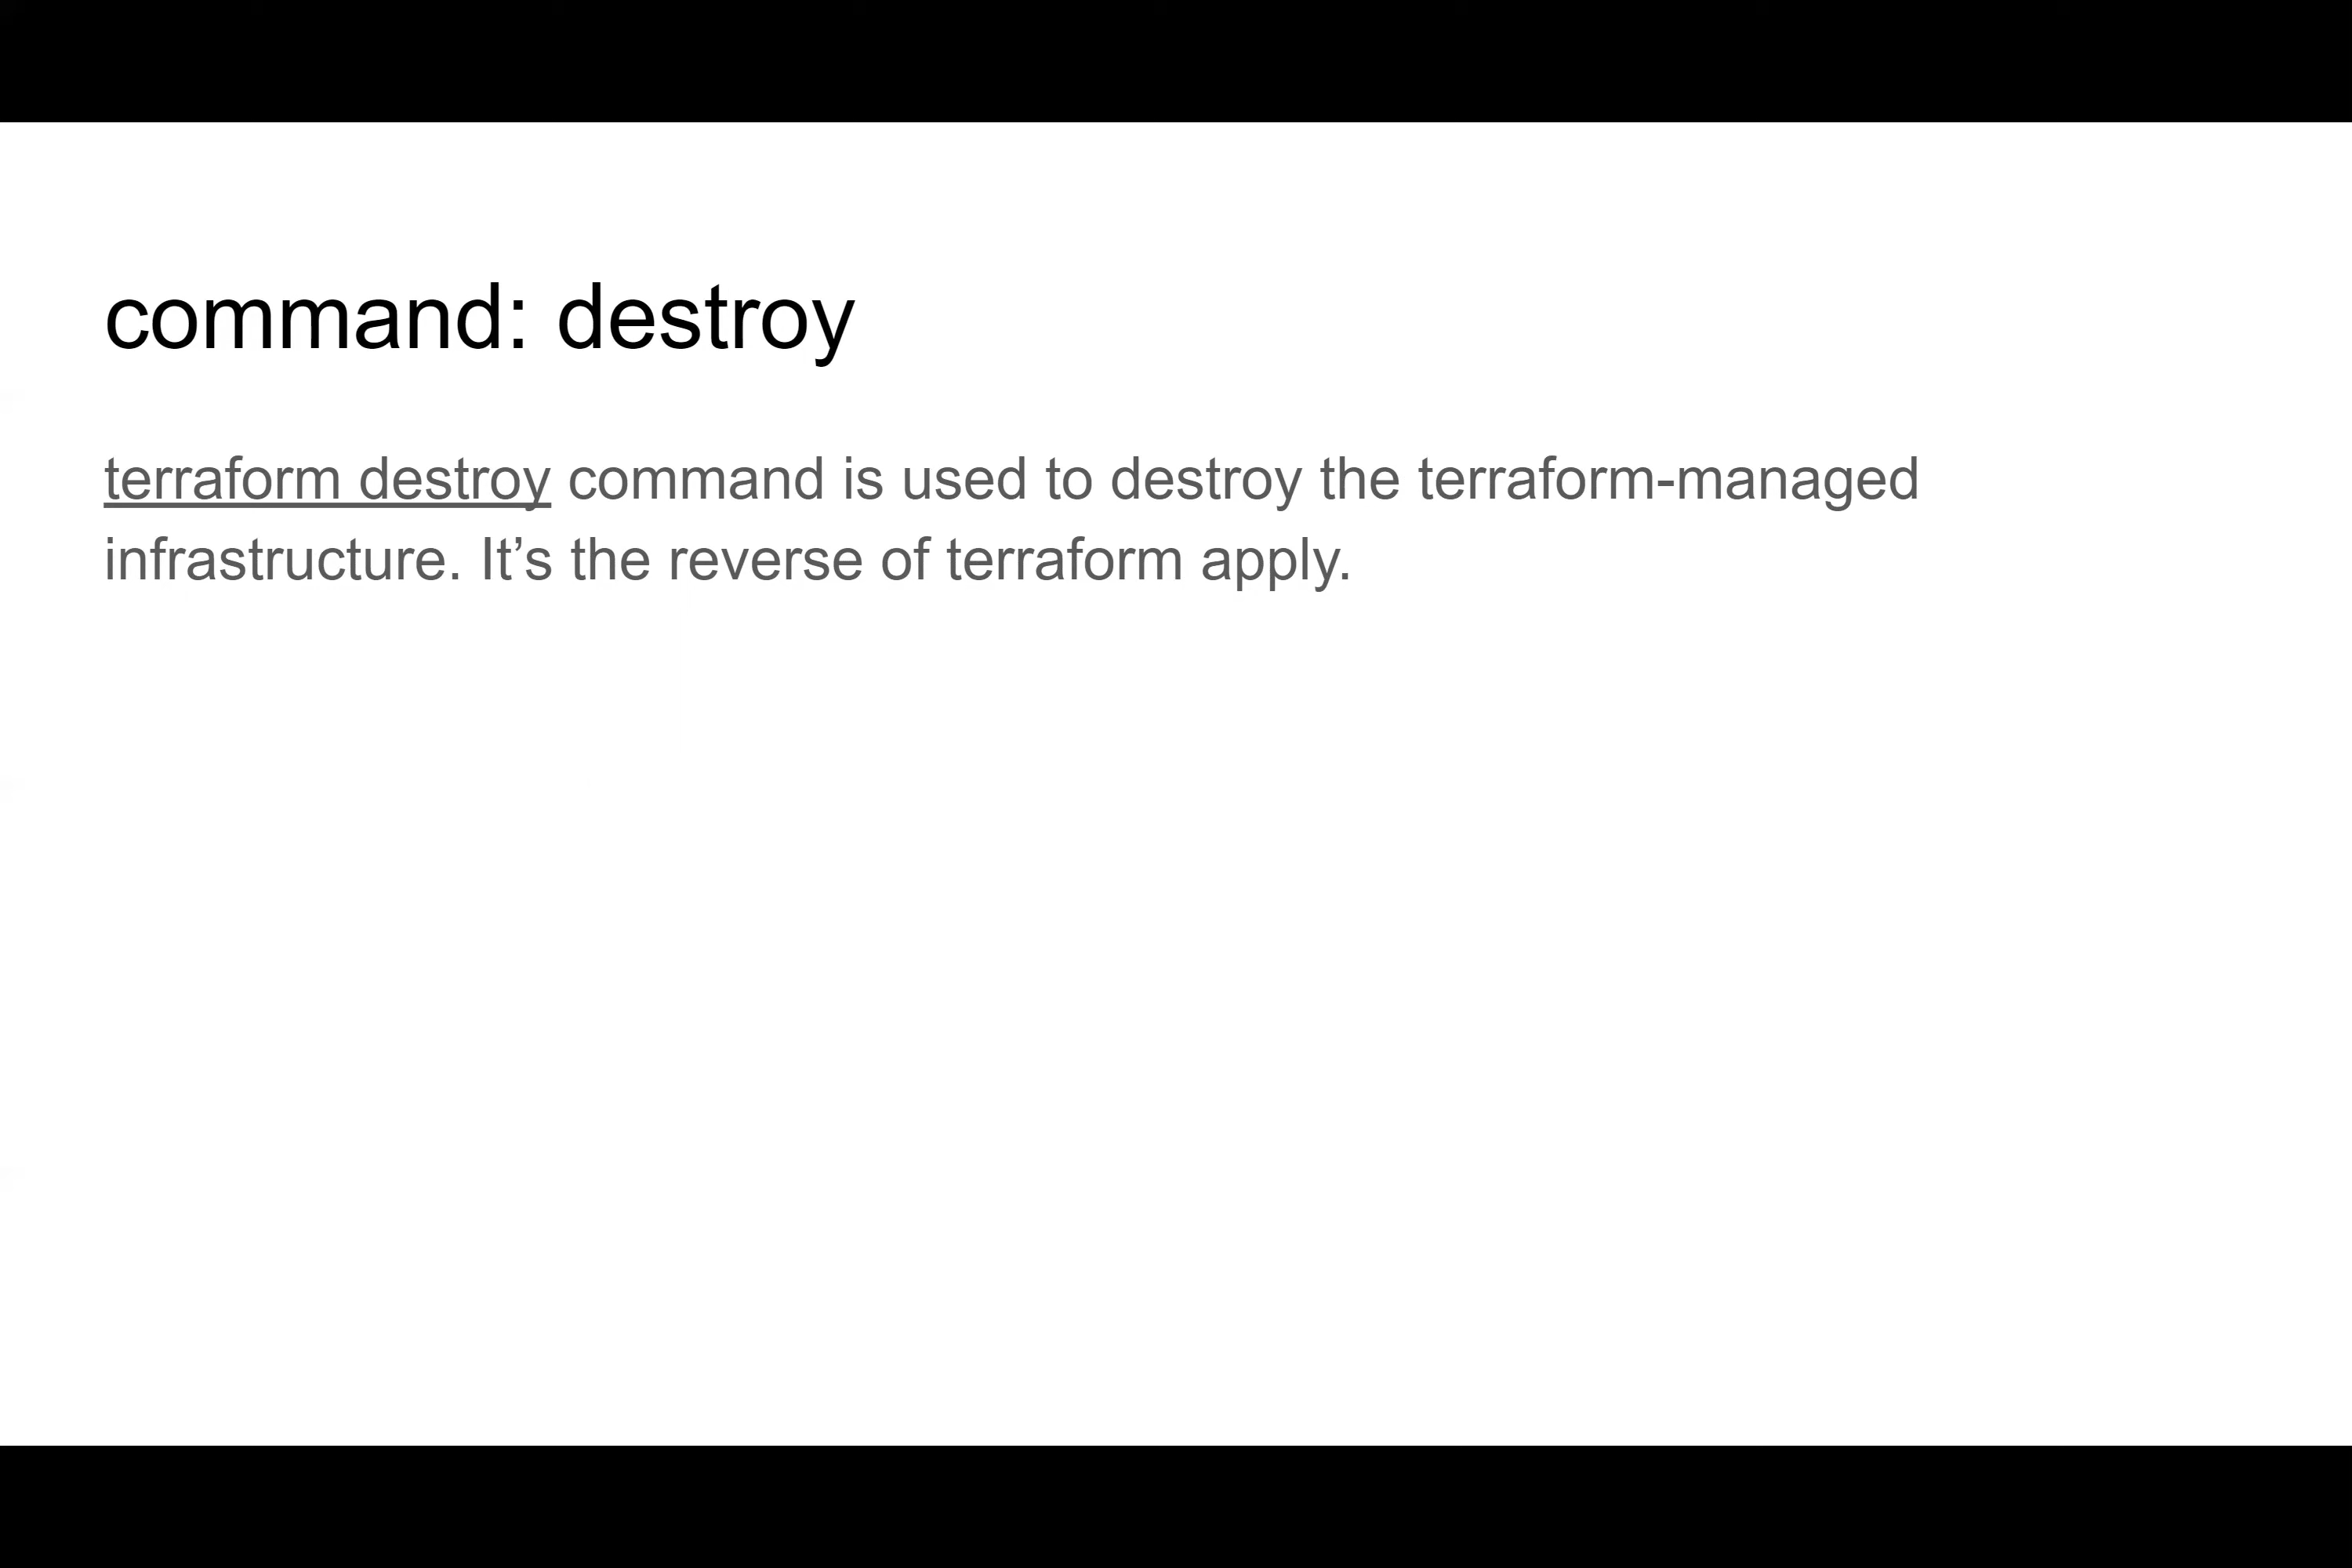 command: destroy
terraform destroy command is used to destroy the terraform-managed
infrastructure. It’s the reverse of terraform apply.